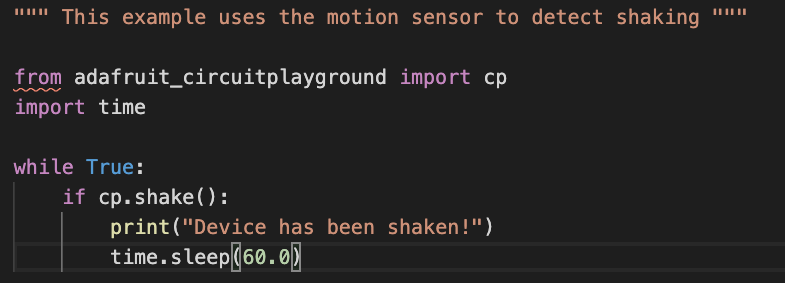 """ This example uses the motion sensor to detect shaking """
from adafruit_circuitplayground import cp
import time
while True:
    if cp.shake():
        print("Device has been shaken!")
        time.sleep(60.0)